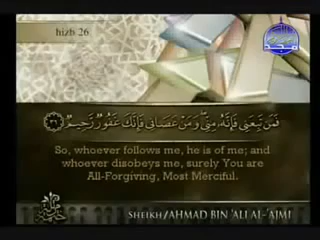 hizb 26
فَمَن تَبِعَنِي فَإِنَّهُ مِنِّي وَمَنْ عَصَانِي فَإِنَّكَ غَفُورٌ رَّحِيمٌ ٣٦
So, whoever follows me, he is of me; and
whoever disobeys me, surely You are
All-Forgiving, Most Merciful.
SHEIKH/AHMAD BIN 'ALI AL-'AJMI